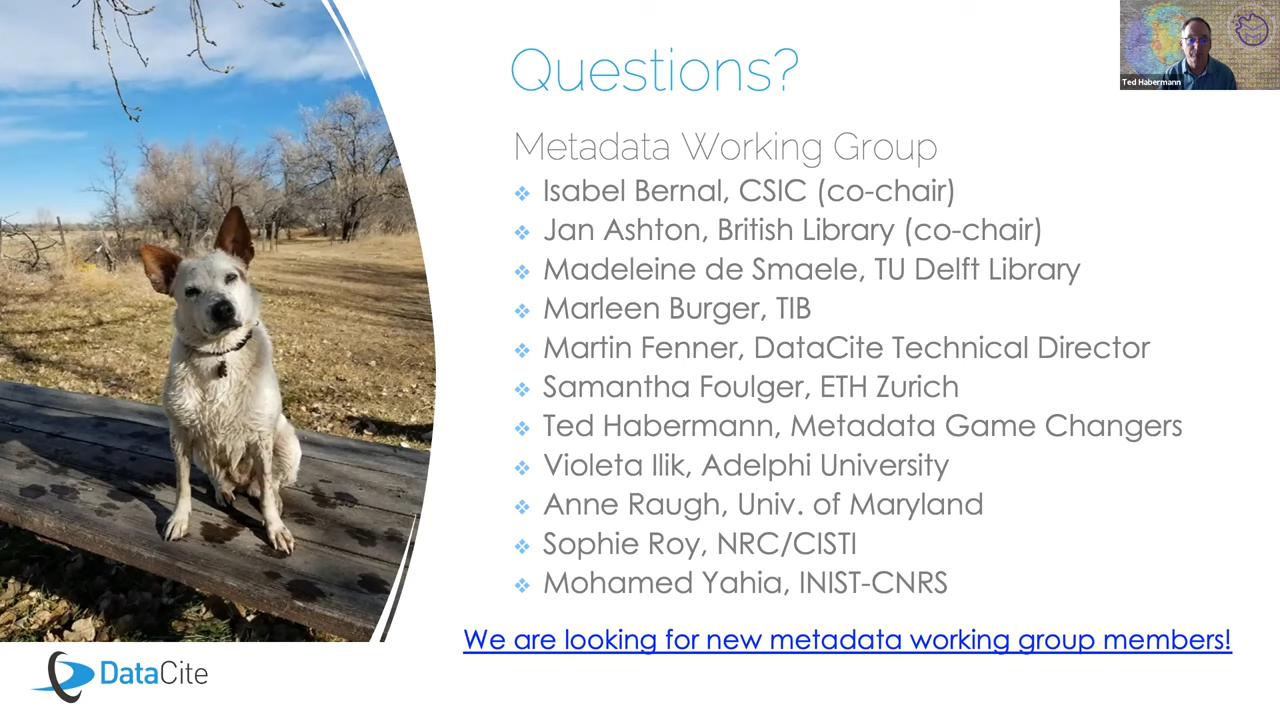 Questions?
Ted Habermann
Metadata Working Group
❖ Isabel Bernal, CSIC (co-chair)
❖ Jan Ashton, British Library (co-chair)
❖ Madeleine de Smaele, TU Delft Library
❖ Marleen Burger, TIB
❖ Martin Fenner, DataCite Technical Director
❖ Samantha Foulger, ETH Zurich
❖ Ted Habermann, Metadata Game Changers
❖ Violeta Ilik, Adelphi University
❖ Anne Raugh, Univ. of Maryland
❖ Sophie Roy, NRC/CISTI
❖ Mohamed Yahia, INIST-CNRS
We are looking for new metadata working group members!
DataCite